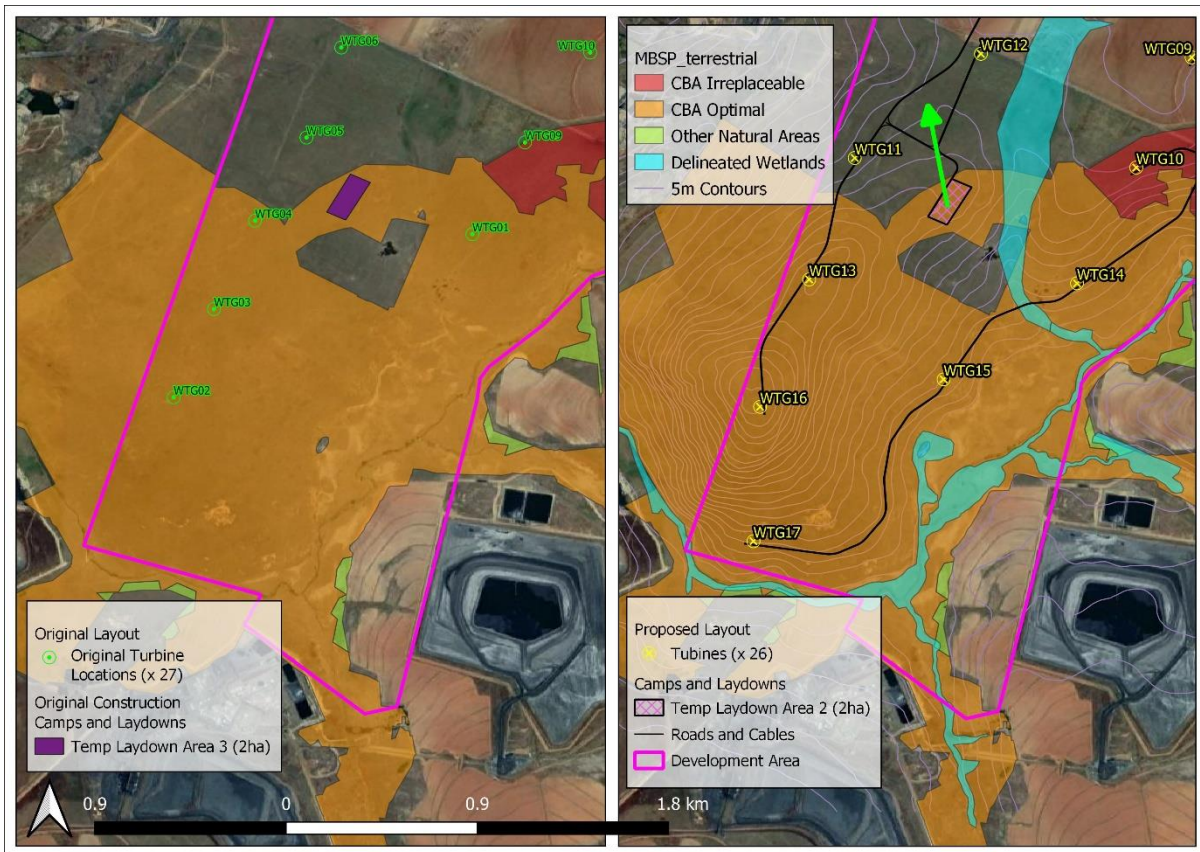 WTG06
WTG10
WTG05
WTG09
WTG04
WTG01
WTG03
WTG02
Original Layout
Original Turbine
Locations (x 27)
Original Construction
Camps and Laydowns
Temp Laydown Area 3 (2ha)
0.9 0 0.9 1.8 km
MBSP_terrestrial
CBA Irreplaceable
CBA Optimal
Other Natural Areas
Delineated Wetlands
5m Contours
WTG12
WTG09
WTG11
WTG10
WTG13
WTG14
WTG15
WTG16
WTG17
Proposed Layout
Tubines (x 26)
Camps and Laydowns
Temp Laydown Area 2 (2ha)
Roads and Cables
Development Area